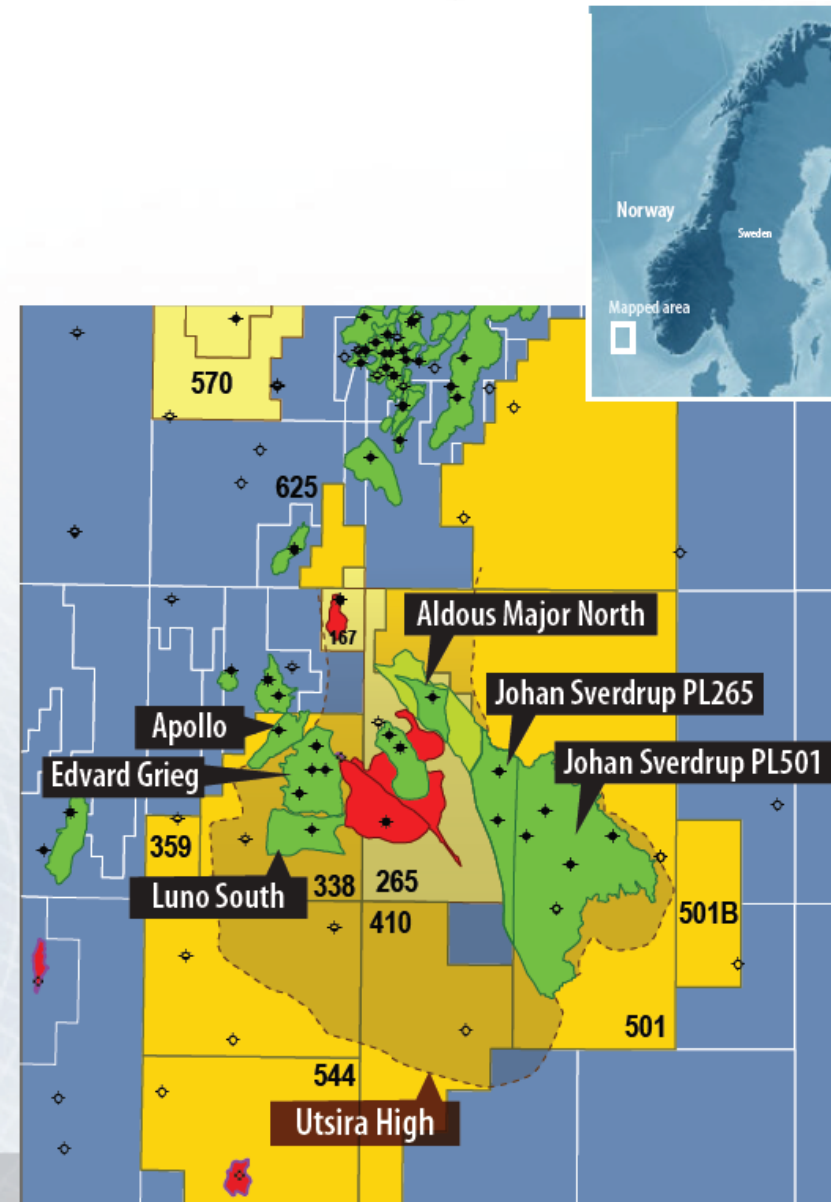 Norway
Sweden
Mapped area
570
625
167
Aldous Major North
Johan Sverdrup PL265
Apollo
Johan Sverdrup PL501
Edvard Grieg
359
Luno South
338
265
410
501B
501
544
Utsira High